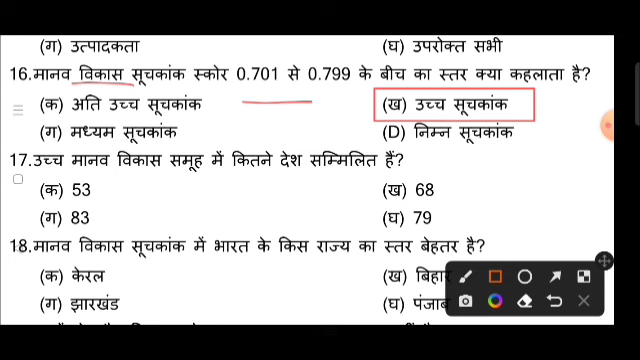 (ग) उत्पादकता (घ) उपरोक्त सभी
16.मानव विकास सूचकांक स्कोर 0.701 से 0.799 के बीच का स्तर क्या कहलाता है?
(क) अति उच्च सूचकांक (ख) उच्च सूचकांक
(ग) मध्यम सूचकांक (D) निम्न सूचकांक
17.उच्च मानव विकास समूह में कितने देश सम्मिलित हैं?
(क) 53 (ख) 68
(ग) 83 (घ) 79
18.मानव विकास सूचकांक में भारत के किस राज्य का स्तर बेहतर है?
(क) केरल (ख) बिहार
(ग) झारखंड (घ) पंजाब